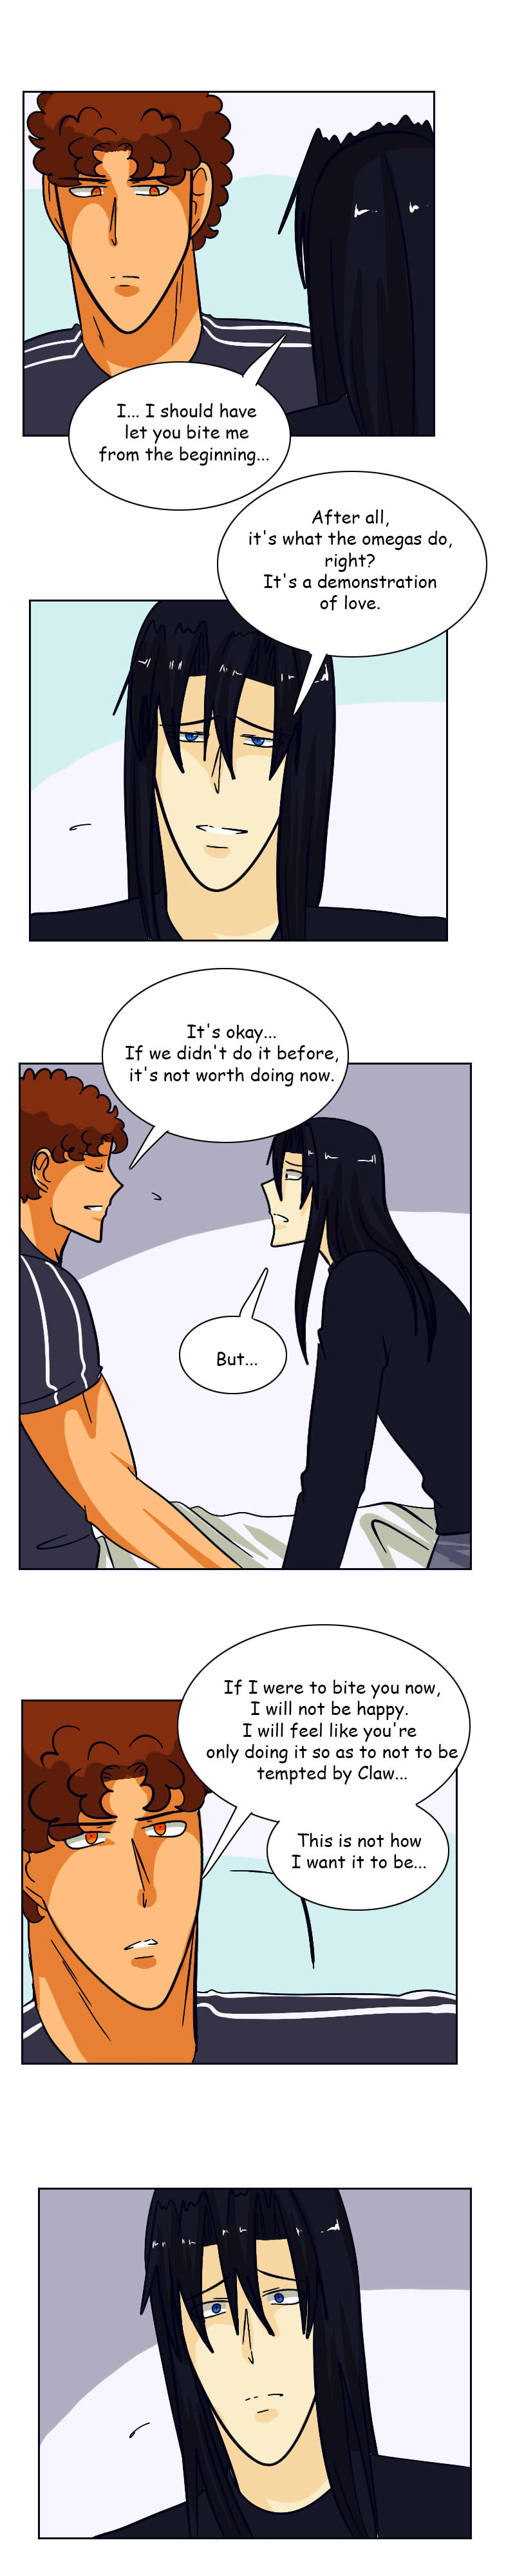 I... I should have
let you bite me
from the beginning...
After all,
it's what the omegas do,
right?
It's a demonstration
of love.
It's okay...
If we didn't do it before,
it's not worth doing now.
But...
If I were to bite you now,
I will not be happy.
I will feel like you're
only doing it so as to not to be
tempted by Claw...
This is not how
I want it to be...